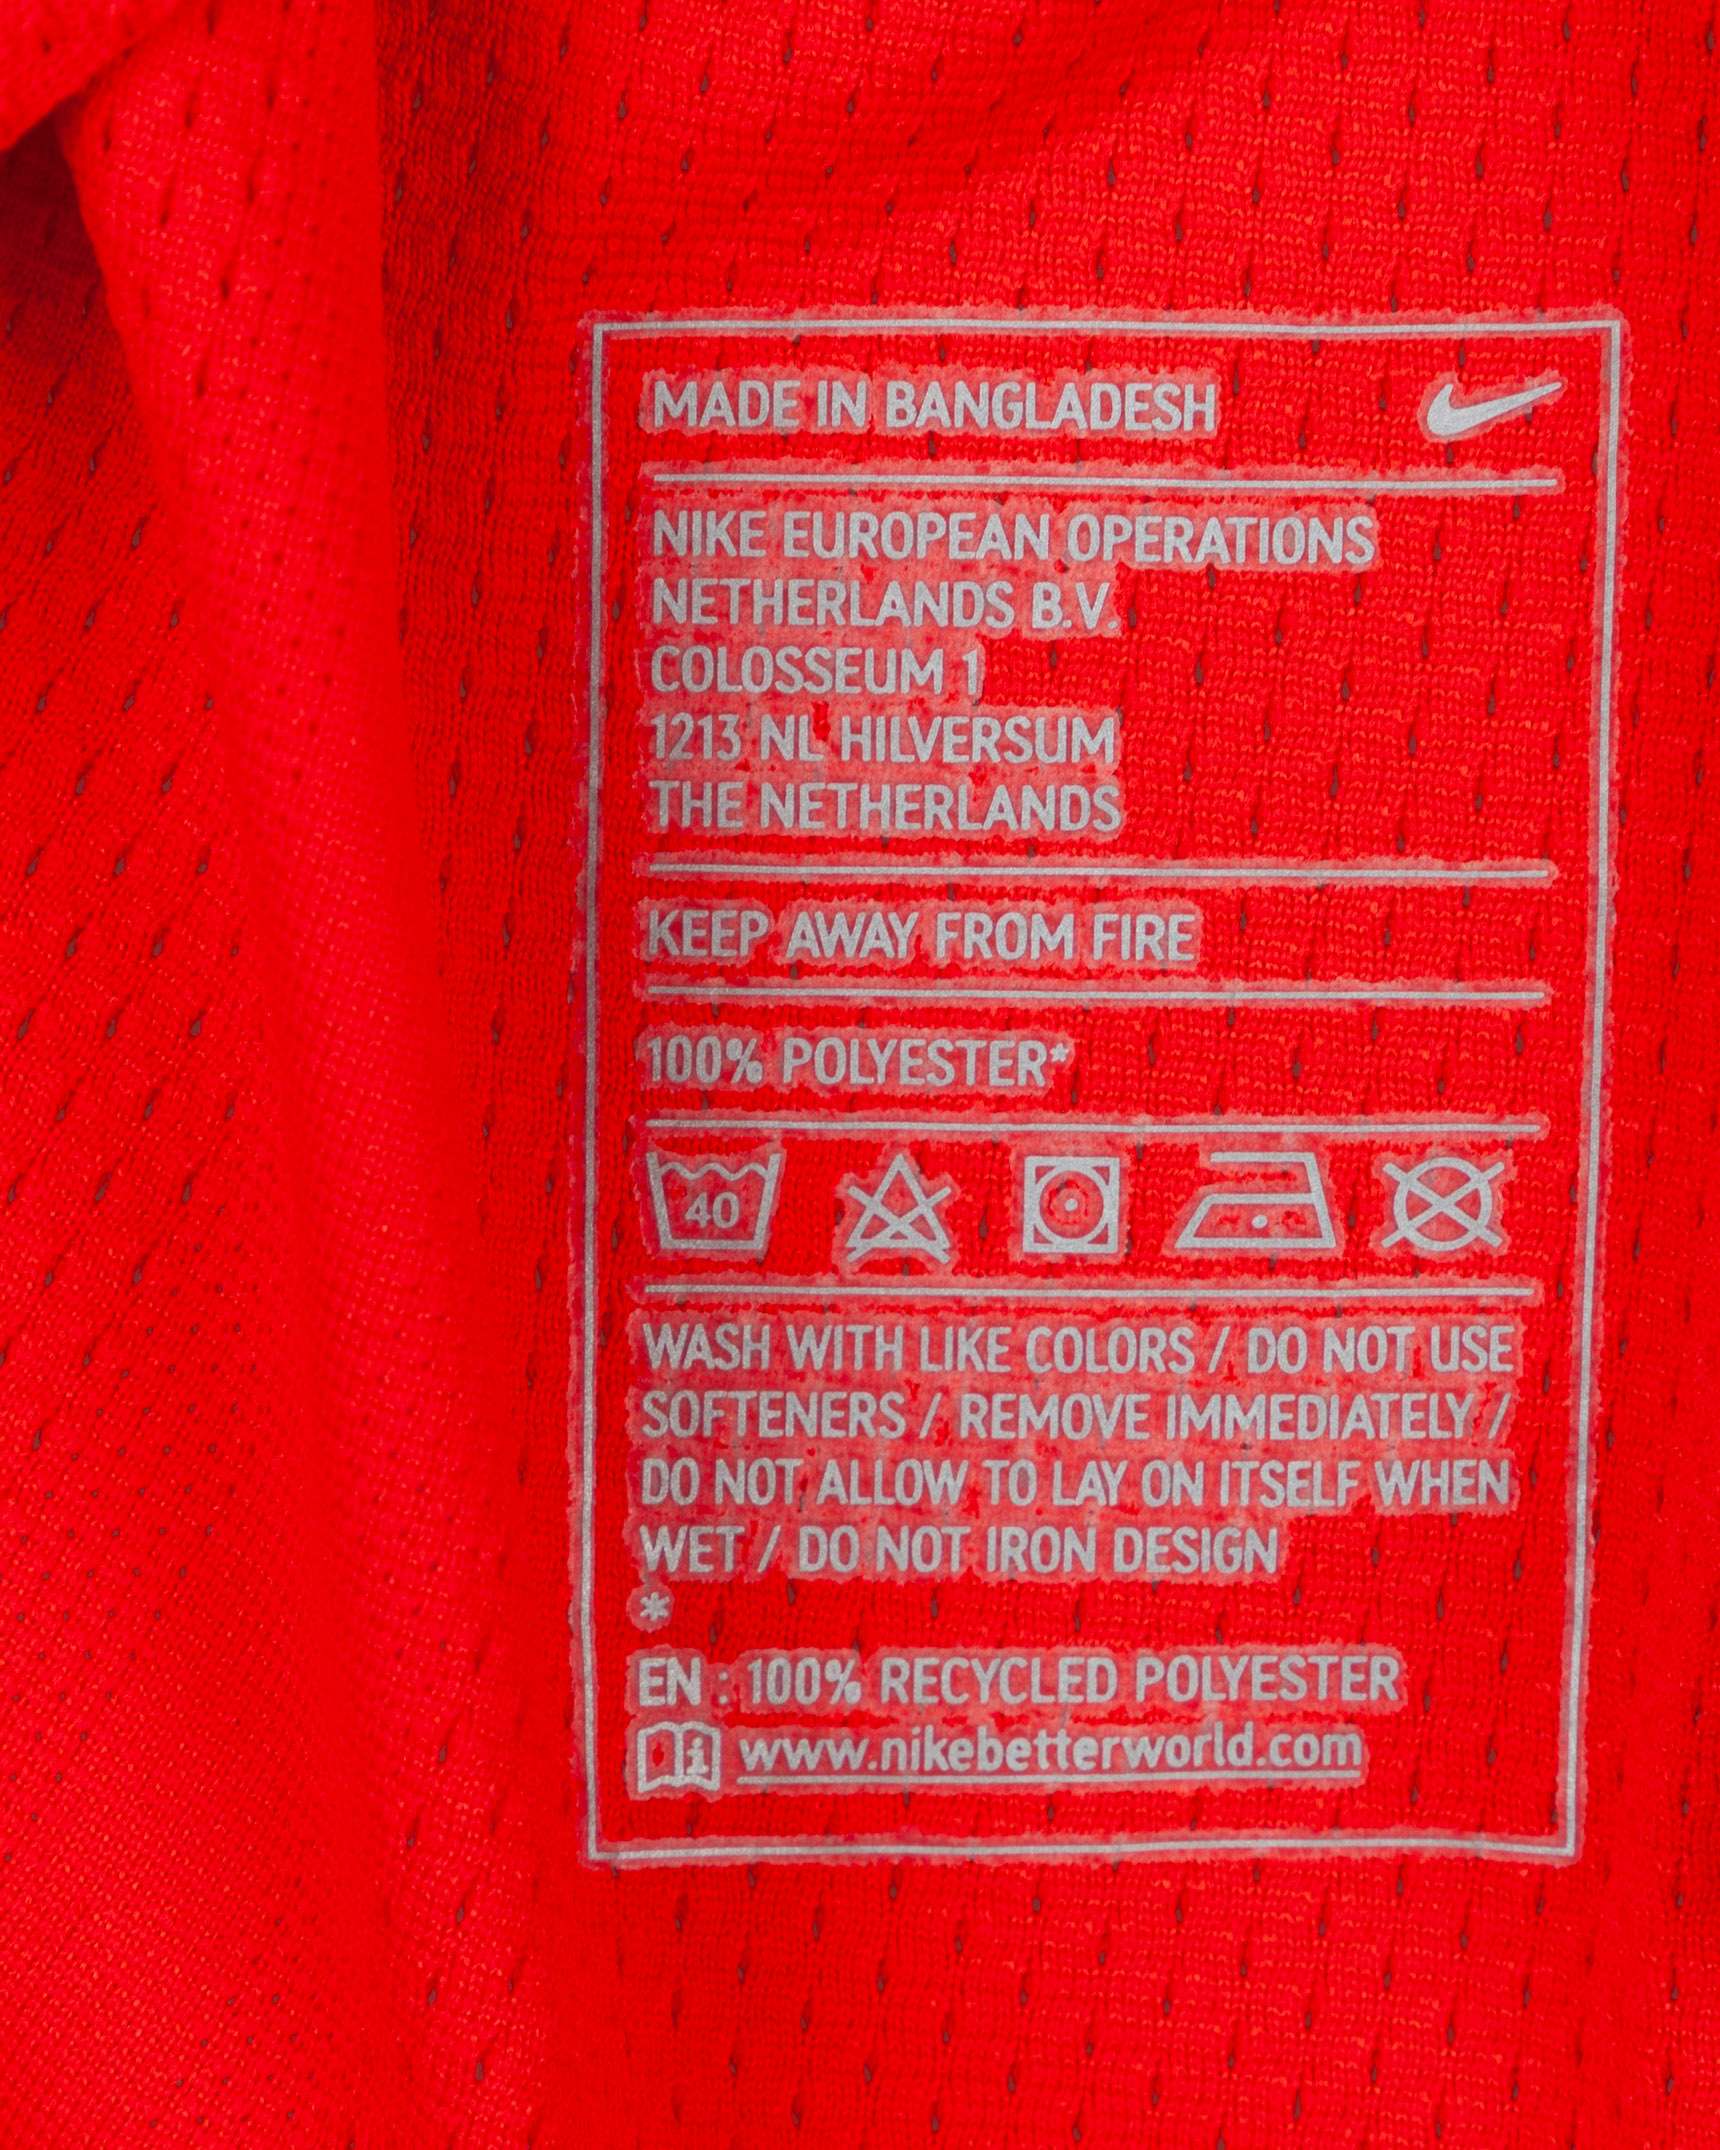 MADE IN BANGLADESH
NIKE EUROPEAN OPERATIONS
NETHERLANDS B.V.
COLOSSEUM 1
1213 NL HILVERSUM
THE NETHERLANDS
KEEP AWAY FROM FIRE
100% POLYESTER*
40
WASH WITH LIKE COLORS / DO NOT USE
SOFTENERS / REMOVE IMMEDIATELY /
DO NOT ALLOW TO LAY ON ITSELF WHEN
WET / DO NOT IRON DESIGN
*
EN : 100% RECYCLED POLYESTER
i www.nikebetterworld.com